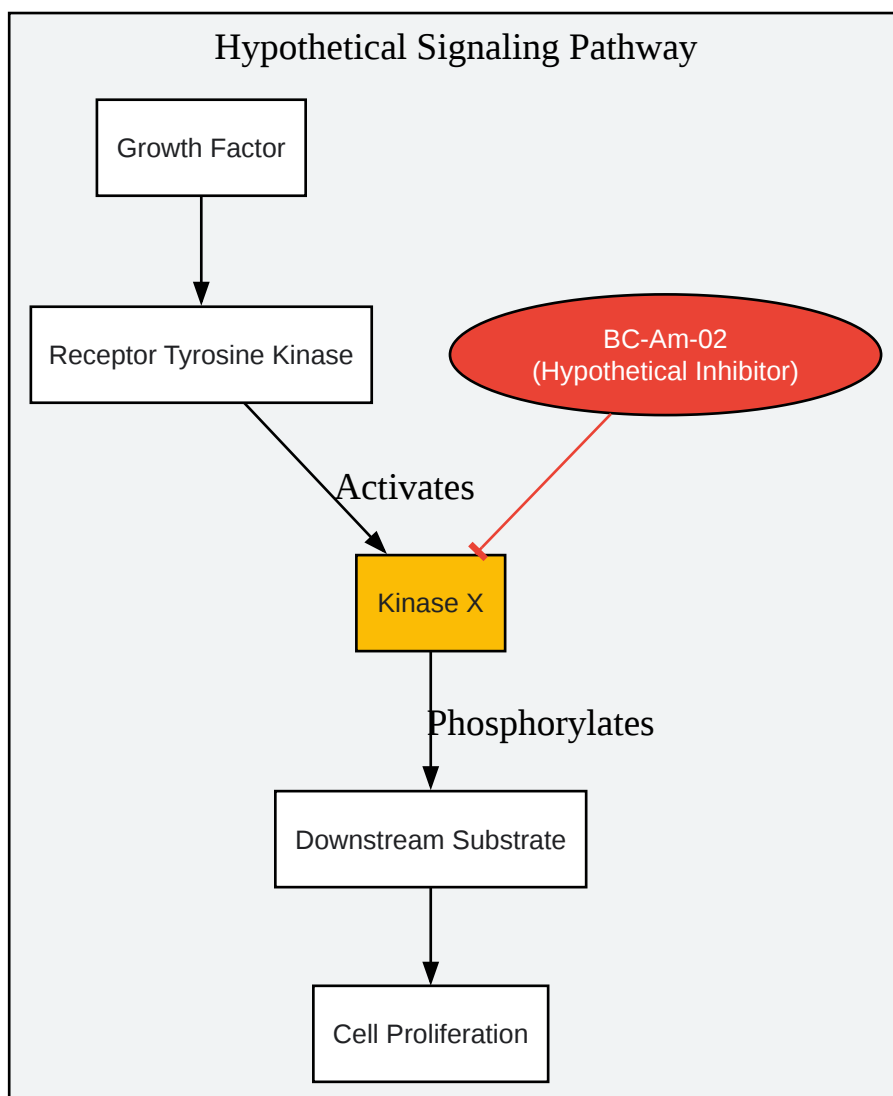 Hypothetical Signaling Pathway
Growth Factor
Receptor Tyrosine Kinase
BC-Am-02
(Hypothetical Inhibitor)
Activates
Kinase X
Phosphorylates
Downstream Substrate
Cell Proliferation